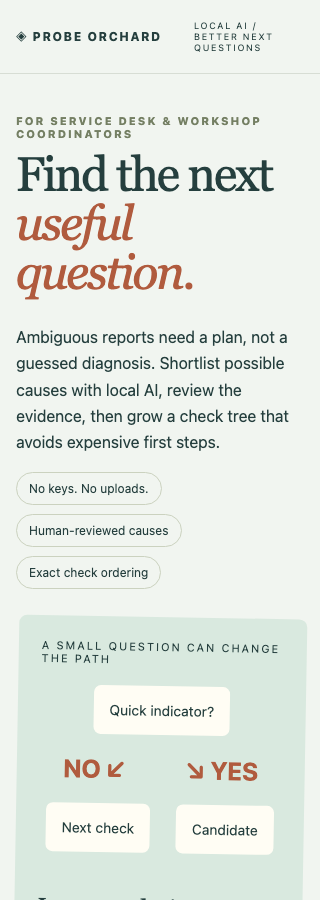 ◈ PROBE ORCHARD
LOCAL AI /
BETTER NEXT
QUESTIONS
FOR SERVICE DESK & WORKSHOP
COORDINATORS
Find the next
useful
question.
Ambiguous reports need a plan, not a
guessed diagnosis. Shortlist possible
causes with local AI, review the
evidence, then grow a check tree that
avoids expensive first steps.
No keys. No uploads.
Human-reviewed causes
Exact check ordering
A SMALL QUESTION CAN CHANGE
THE PATH
Quick indicator?
NO ↙ ↘ YES
Next check Candidate